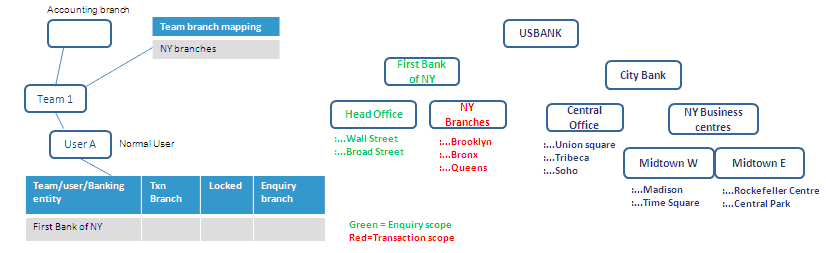 Accounting branch
Team branch mapping
NY branches
Team 1
User A
Normal User
Team/user/Banking entity
Txn Branch
Locked
Enquiry branch
First Bank of NY
USBANK
First Bank
of NY
City Bank
Head Office
NY
Branches
Central
Office
NY Business
centres
:...Wall Street
:...Broad Street
:...Brooklyn
:...Bronx
:...Queens
:...Union square
:...Tribeca
:...Soho
Midtown W
Midtown E
:...Madison
:...Time Square
:...Rockefeller Centre
:...Central Park
Green = Enquiry scope
Red=Transaction scope